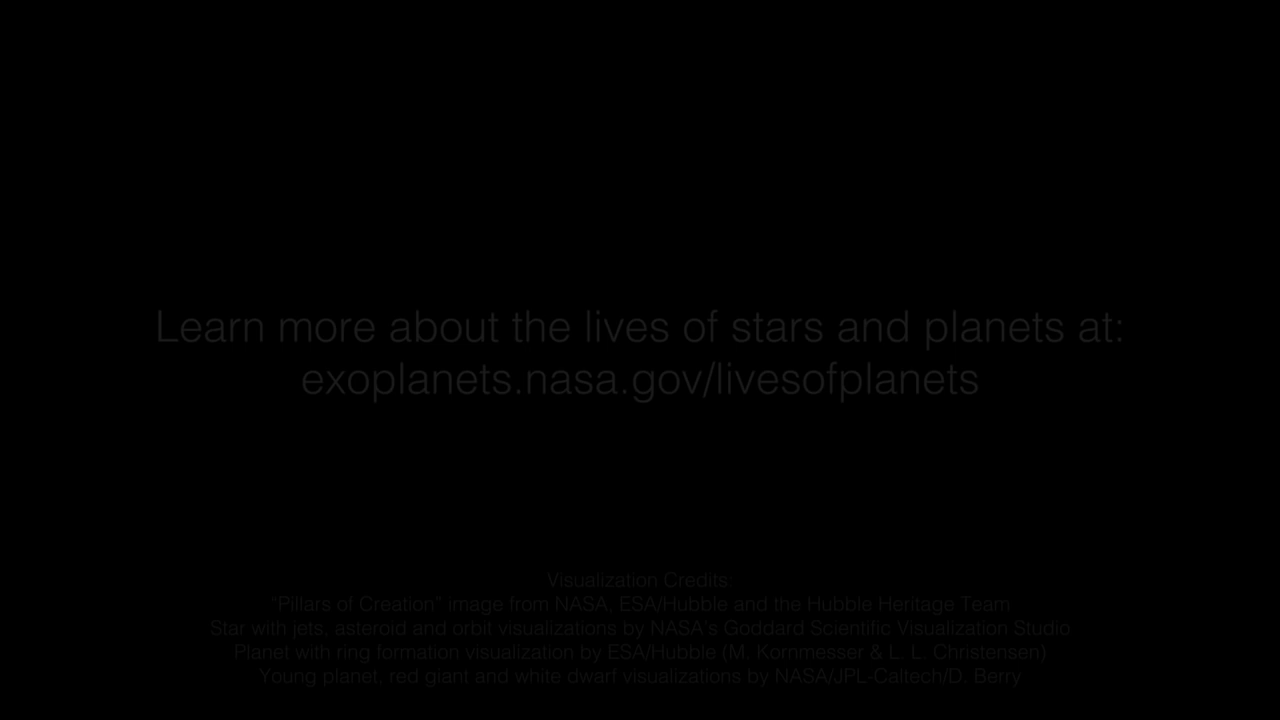 Learn more about the lives of stars and planets at:
exoplanets.nasa.gov/livesofplanets
Visualization Credits:
"Pillars of Creation" image from NASA, ESA/Hubble and the Hubble Heritage Team
Star with jets, asteroid and orbit visualizations by NASA's Goddard Scientific Visualization Studio
Planet with ring formation visualization by ESA/Hubble (M. Kornmesser & L. L. Christensen)
Young planet, red giant and white dwarf visualizations by NASA/JPL-Caltech/D. Berry